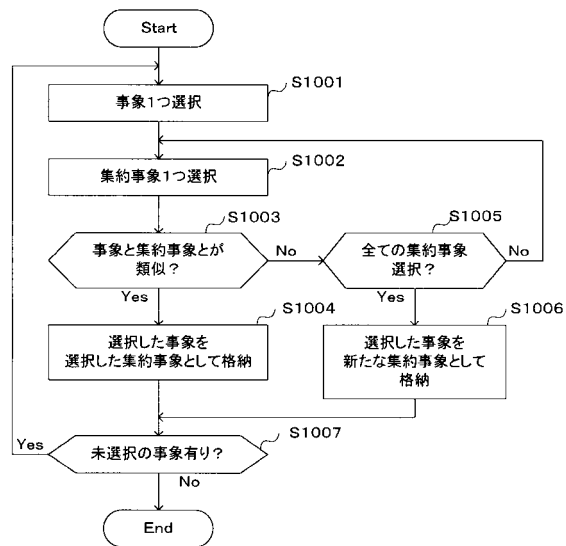 Start
S1001
事象1つ選択
S1002
集約事象1つ選択
S1003
事象と集約事象とが
類似?
No
Yes
S1005
全ての集約事象
選択?
No
Yes
S1004
選択した事象を
選択した集約事象として格納
S1006
選択した事象を
新たな集約事象として
格納
S1007
未選択の事象有り?
Yes
No
End